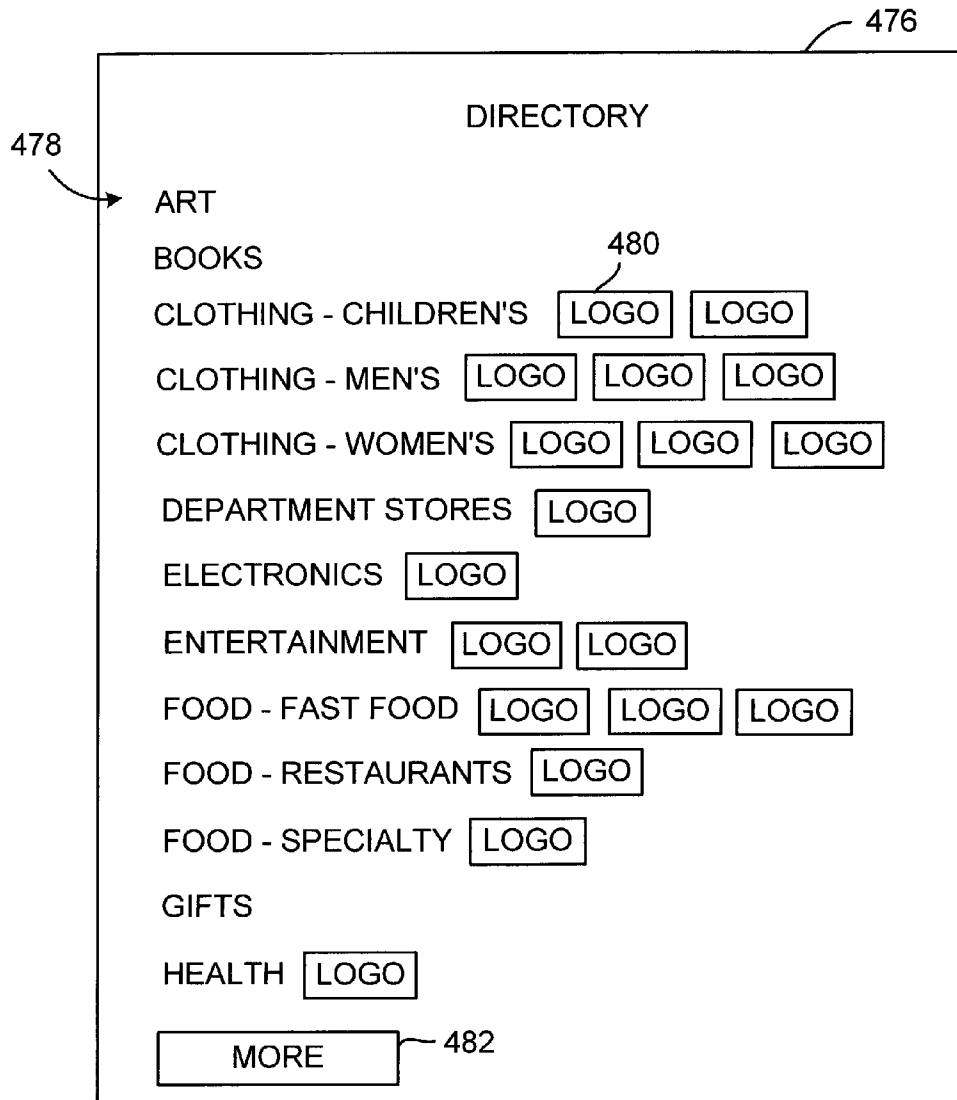 476
DIRECTORY
478
ART
BOOKS
480
CLOTHING - CHILDREN'S LOGO LOGO
CLOTHING - MEN'S LOGO LOGO LOGO
CLOTHING - WOMEN'S LOGO LOGO LOGO
DEPARTMENT STORES LOGO
ELECTRONICS LOGO
ENTERTAINMENT LOGO LOGO
FOOD - FAST FOOD LOGO LOGO LOGO
FOOD - RESTAURANTS LOGO
FOOD - SPECIALTY LOGO
GIFTS
HEALTH LOGO
MORE 482